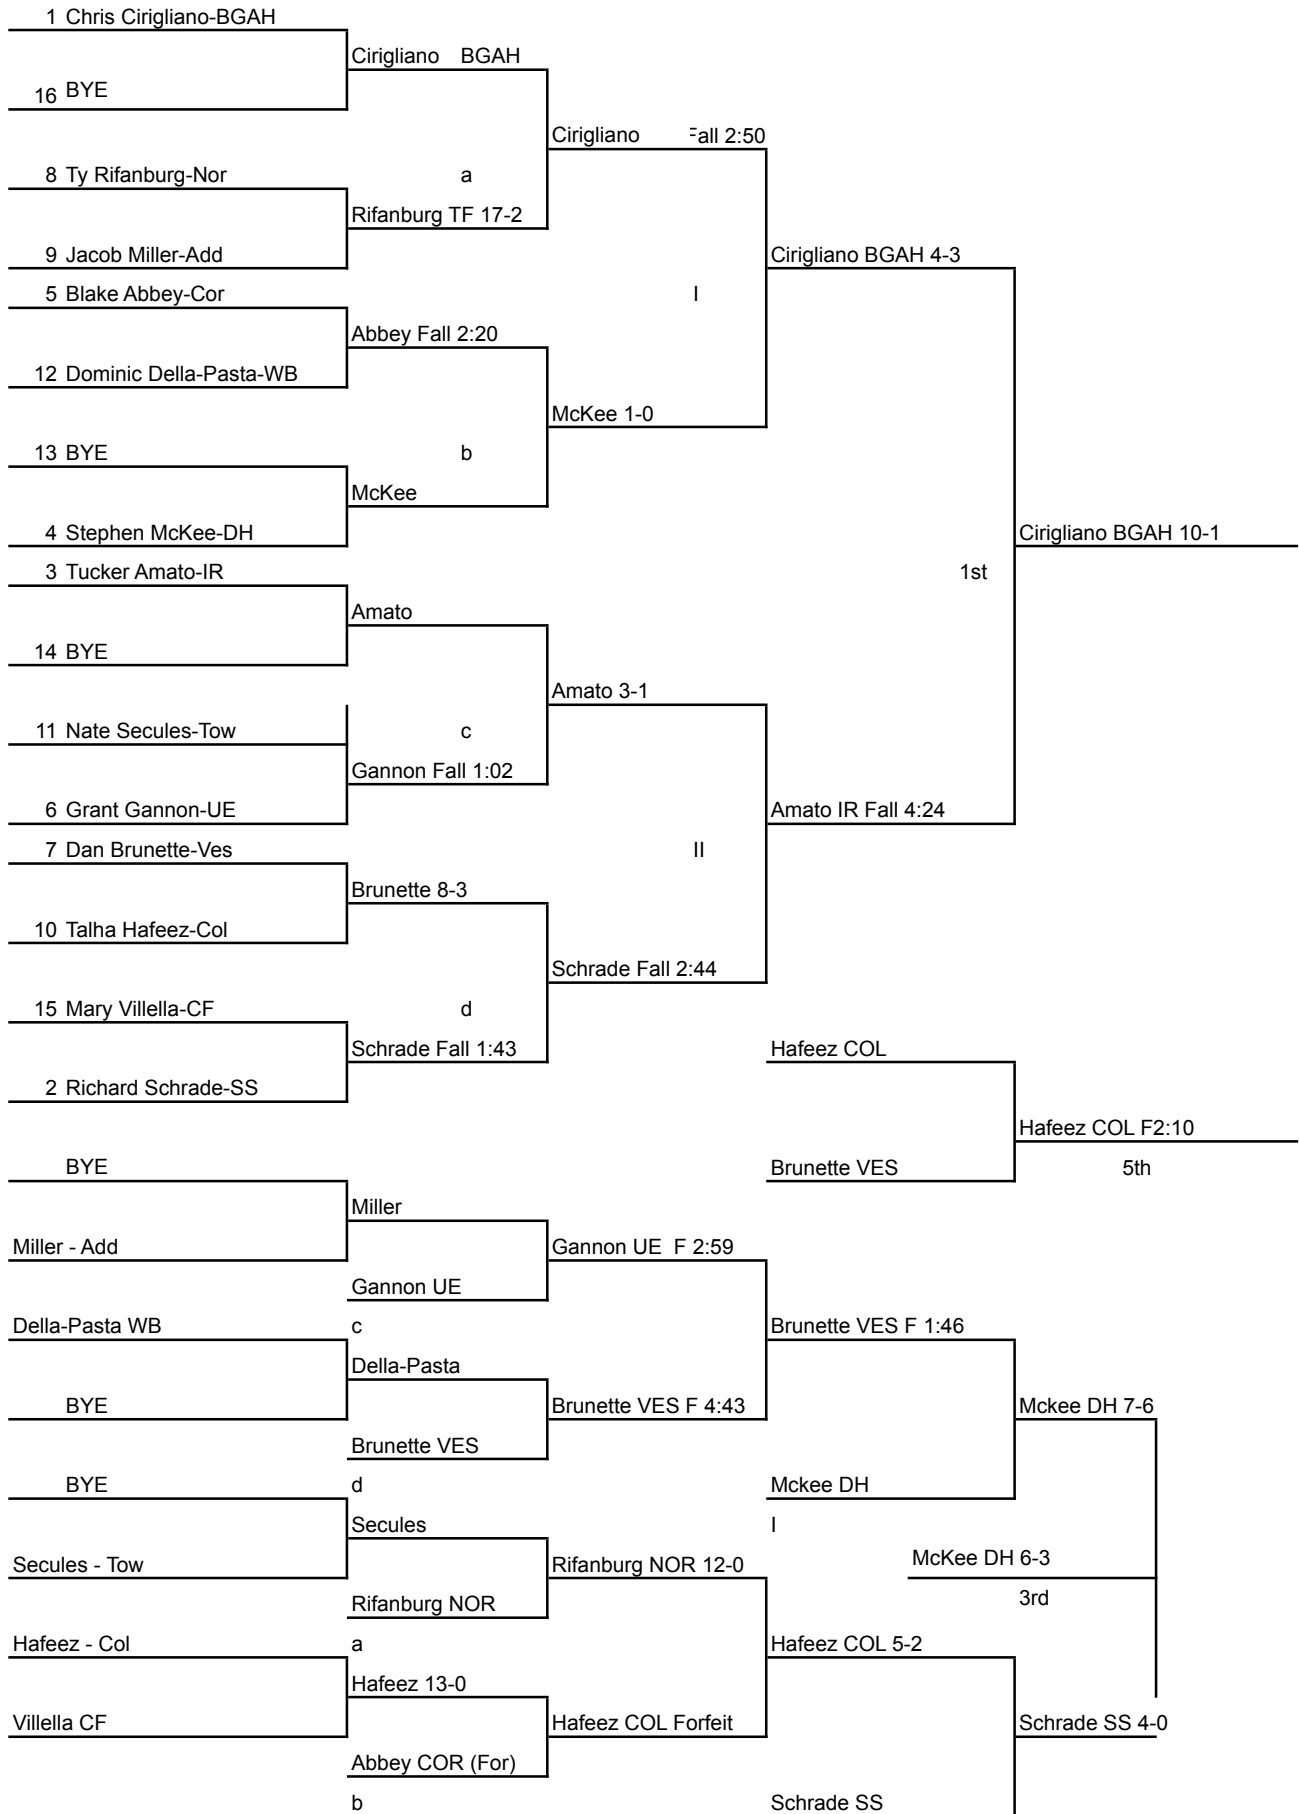 1 Chris Cirigliano-BGAH
Cirigliano BGAH
16 BYE
Cirigliano Fall 2:50
8 Ty Rifanburg-Nor a
Rifanburg TF 17-2
9 Jacob Miller-Add Cirigliano BGAH 4-3
5 Blake Abbey-Cor I
Abbey Fall 2:20
12 Dominic Della-Pasta-WB
McKee 1-0
13 BYE b
McKee
4 Stephen McKee-DH Cirigliano BGAH 10-1
3 Tucker Amato-IR 1st
Amato
14 BYE
Amato 3-1
11 Nate Secules-Tow c
Gannon Fall 1:02
6 Grant Gannon-UE Amato IR Fall 4:24
7 Dan Brunette-Ves II
Brunette 8-3
10 Talha Hafeez-Col
Schrade Fall 2:44
15 Mary Villella-CF d
Schrade Fall 1:43 Hafeez COL
2 Richard Schrade-SS
Hafeez COL F2:10
BYE Brunette VES 5th
Miller
Miller - Add Gannon UE F 2:59
Gannon UE
Della-Pasta WB c Brunette VES F 1:46
Della-Pasta
BYE Brunette VES F 4:43 Mckee DH 7-6
Brunette VES
BYE d Mckee DH
Secules I
Secules - Tow Rifanburg NOR 12-0 McKee DH 6-3
Rifanburg NOR 3rd
Hafeez - Col a Hafeez COL 5-2
Hafeez 13-0
Villella CF Hafeez COL Forfeit Schrade SS 4-0
Abbey COR (For)
b Schrade SS